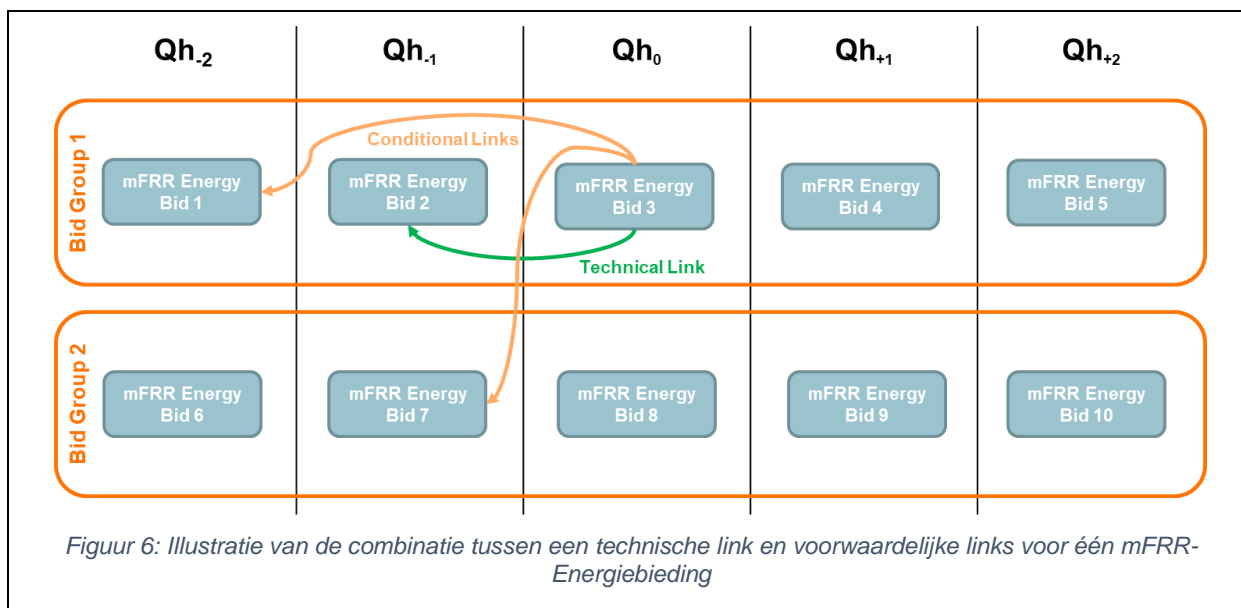 Qh-2
Qh-1
Qh0
Qh+1
Qh+2
Bid Group 1
Conditional Links
mFRR Energy
Bid 1
mFRR Energy
Bid 2
mFRR Energy
Bid 3
mFRR Energy
Bid 4
mFRR Energy
Bid 5
Technical Link
Bid Group 2
mFRR Energy
Bid 6
mFRR Energy
Bid 7
mFRR Energy
Bid 8
mFRR Energy
Bid 9
mFRR Energy
Bid 10
Figuur 6: Illustratie van de combinatie tussen een technische link en voorwaardelijke links voor één mFRR-
Energiebieding